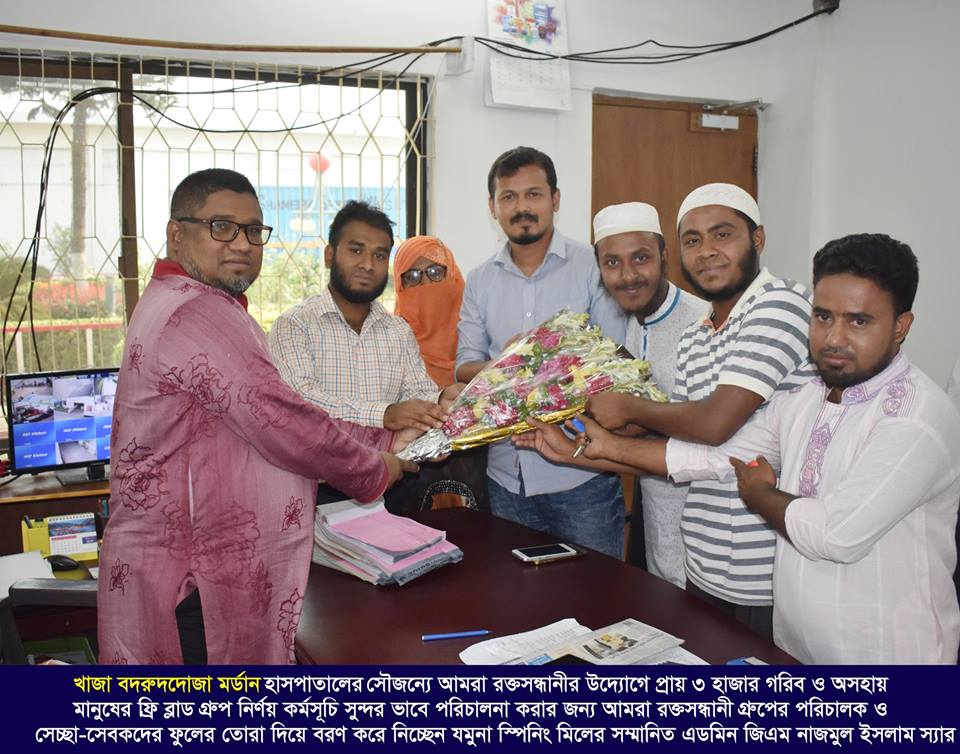 খাজা বদরুদদোজা মর্ডান হাসপাতালের সৌজন্যে আমরা রক্তসন্ধানীর উদ্যোগে প্রায় ৩ হাজার গরিব ও অসহায়
মানুষের ফ্রি ব্লাড গ্রুপ নির্ণয় কর্মসূচি সুন্দর ভাবে পরিচালনা করার জন্য আমরা রক্তসন্ধানী গ্রুপের পরিচালক ও
সেচ্ছা-সেবকদের ফুলের তোরা দিয়ে বরণ করে নিচ্ছেন যমুনা স্পিনিং মিলের সম্মানিত এডমিন জিএম নাজমুল ইসলাম স্যার